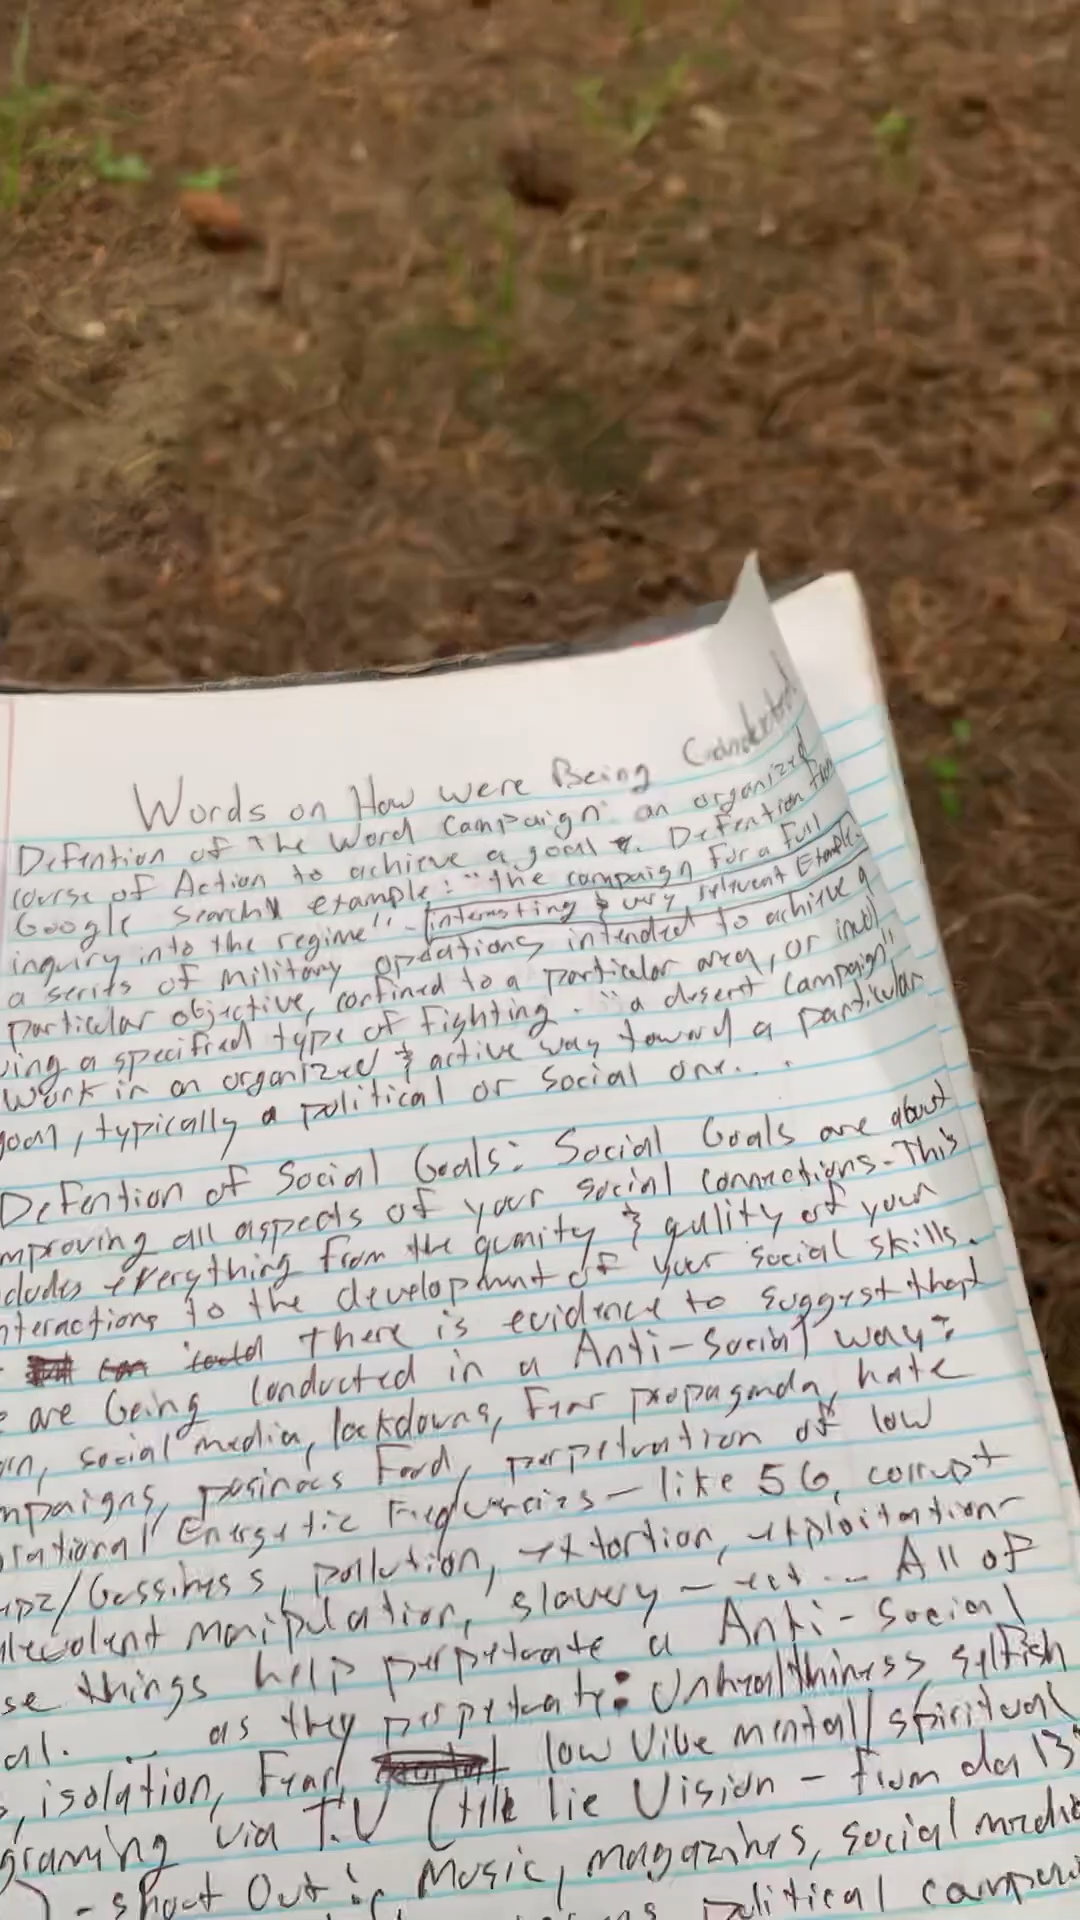 Words on How were Being Conducted
Defention of The Word Campaign: an organized
course of Action to achieve a goal. Defention from
Google Search example: "the campaign for a full
inquiry into the regime" - interesting & very relevent Example.
a series of military operations intended to achieve a
particular objective, confined to a particular area, or invol
ving a specified type of fighting. "a desert campaign"
work in an organized & active way toward a particular
goal, typically a political or social one...
Defention of Social Goals: Social Goals are about
mproving all aspects of your social connections. This
cludes everything from the qunity & qulity of your
nteractions to the development of your social skills.
there is evidence to suggest that
are being conducted in a Anti-Social way:
social media, lockdowns, Fear propaganda, hate
mpaigns, Food, perpetuation of low
rational Energetic Frequencies - like 5G, corrupt
pollution, extortion, exploitation-
alevolent manipulation, slavery - ect ... All of
se things help perpetuate a Anti-Social
al. ... as they perpetuate: Unhealthiness selfish
, isolation, Fear, low Vibe mental/spiritual
graming via T.V (tilk lie Vision - from da 13
- shout Out Music, magazines, social media
political campai